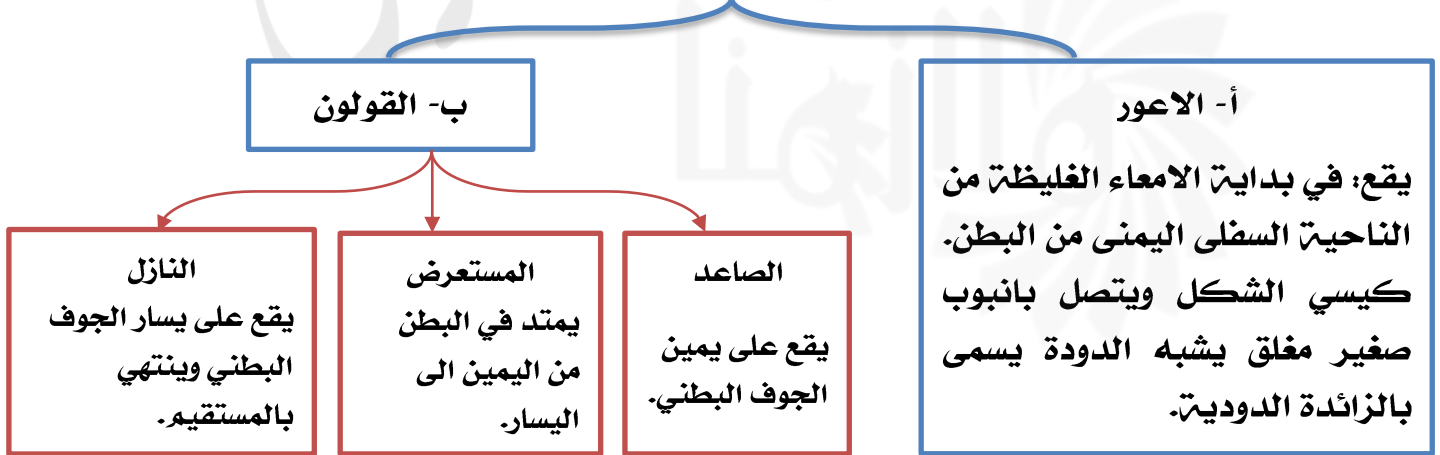 أ- الاعور
يقع: في بداية الامعاء الغليظة من
الناحية السفلى اليمنى من البطن.
كيسي الشكل ويتصل بانبوب
صغير مغلق يشبه الدودة يسمى
بالزائدة الدودية.
ب- القولون
الصاعد
يقع على يمين
الجوف البطني.
المستعرض
يمتد في البطن
من اليمين الى
اليسار.
النازل
يقع على يسار الجوف
البطني وينتهي
بالمستقيم.